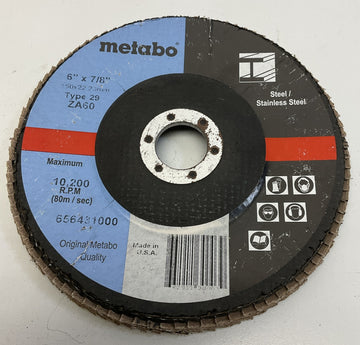 metabo
6" x 7/8"
Type 29
ZA60
Steel /
Stainless Steel
Maximum
10,200
R.P.M
(80m / sec)
656431000
Original Metabo
Quality
Made in
U.S.A.